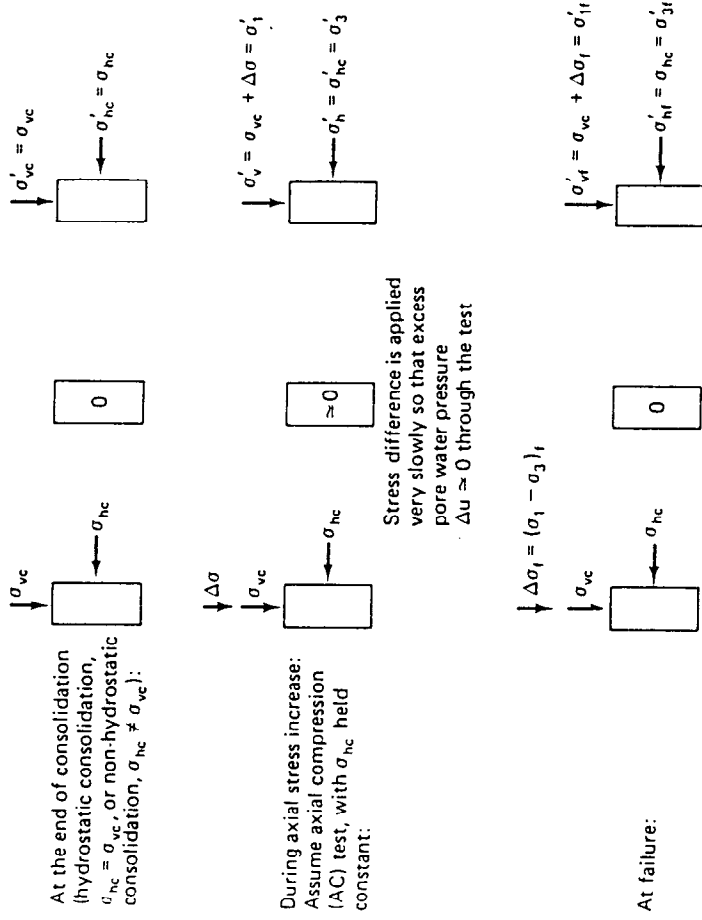 At the end of consolidation
(hydrostatic consolidation,
σhc = σvc, or non-hydrostatic
consolidation, σhc ≠ σvc):
σvc
σhc
0
σ′vc = σvc
σ′hc = σhc
During axial stress increase:
Assume axial compression
(AC) test, with σhc held
constant:
Δσ
σvc
σhc
≈0
Stress difference is applied
very slowly so that excess
pore water pressure
Δu ≃ 0 through the test
σ′v = σvc + Δσ = σ′1
σ′h = σ′hc = σ′3
At failure:
Δσf = (σ1 − σ3)f
σvc
σhc
0
σ′vf = σvc + Δσf = σ′1f
σ′hf = σhc = σ′3f